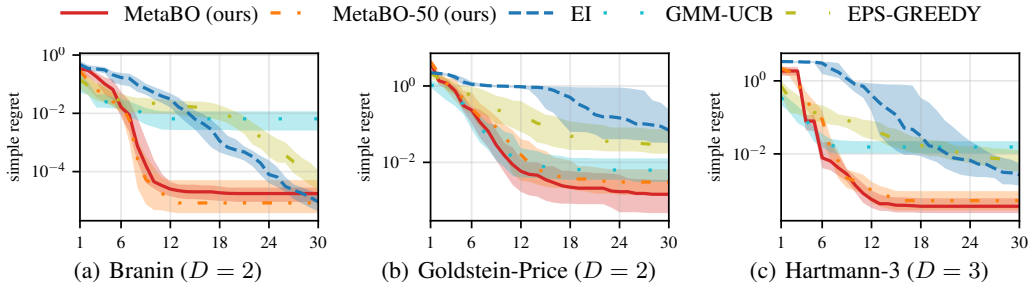 MetaBO (ours) MetaBO-50 (ours) EI GMM-UCB EPS-GREEDY
simple regret
10^0
10^−2
10^−4
1 6 12 18 24 30
(a) Branin (D = 2)
simple regret
10^0
10^−2
1 6 12 18 24 30
(b) Goldstein-Price (D = 2)
simple regret
10^0
10^−2
1 6 12 18 24 30
(c) Hartmann-3 (D = 3)